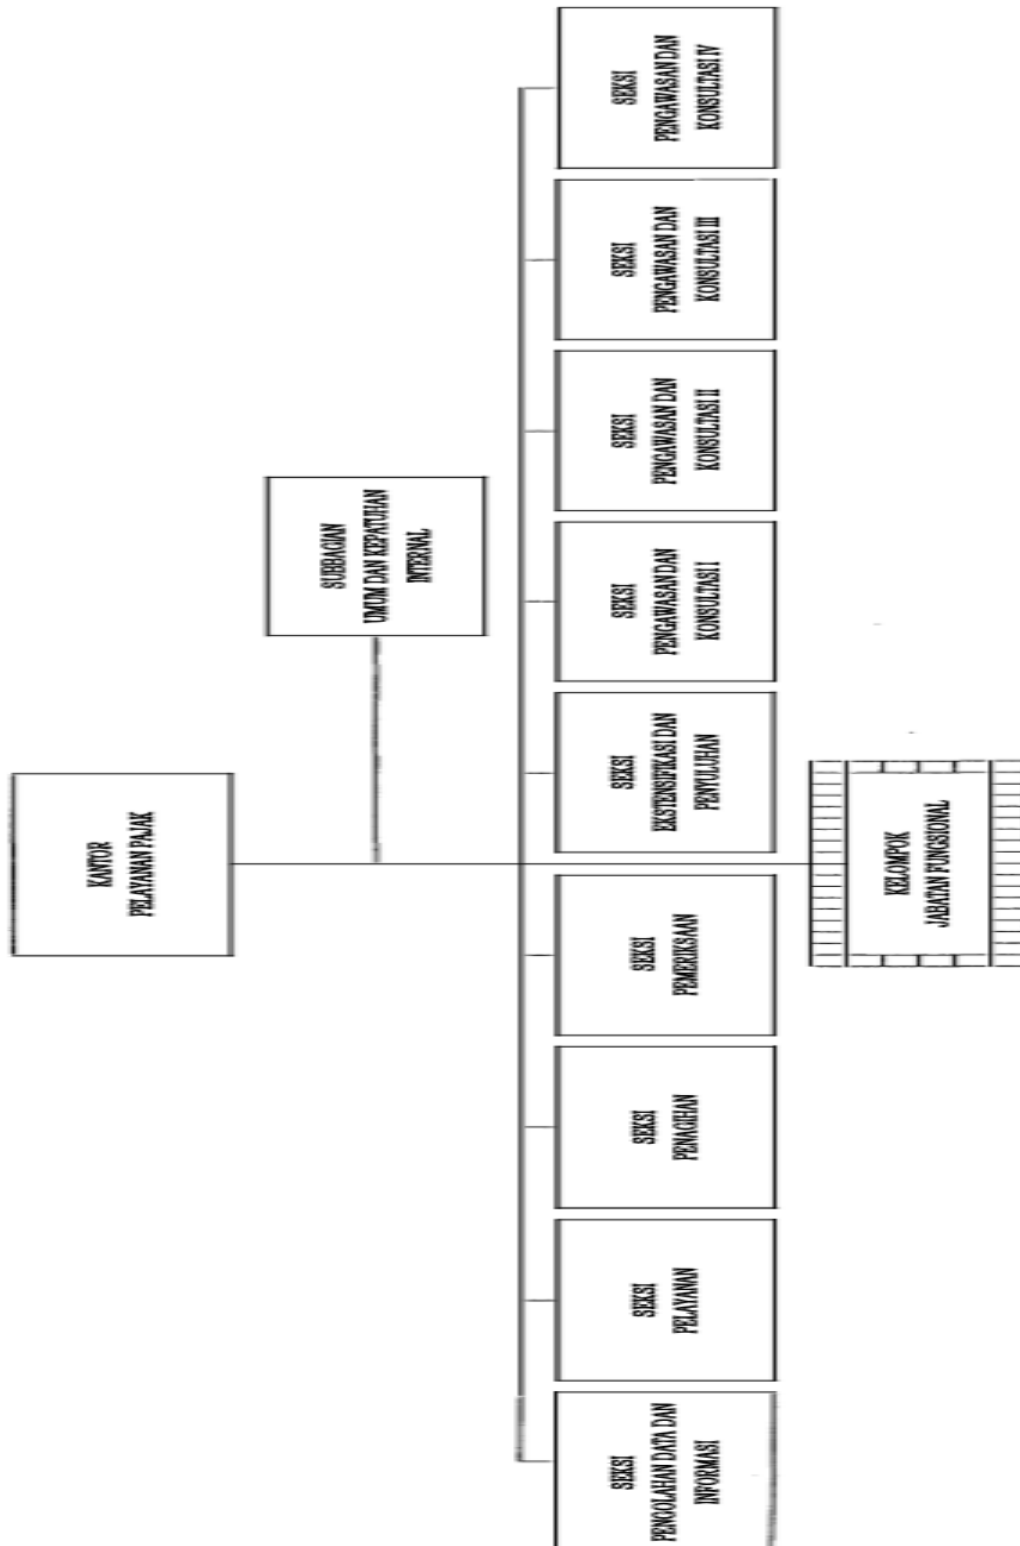 KANTOR
PELAYANAN PAJAK
SUBBAGIAN
UMUM DAN KEPATUHAN
INTERNAL
SEKSI
PENGOLAHAN DATA DAN
INFORMASI
SEKSI
PELAYANAN
SEKSI
PENAGIHAN
SEKSI
PEMERIKSAAN
SEKSI
EKSTENSIFIKASI DAN
PENYULUHAN
SEKSI
PENGAWASAN DAN
KONSULTASI I
SEKSI
PENGAWASAN DAN
KONSULTASI II
SEKSI
PENGAWASAN DAN
KONSULTASI III
SEKSI
PENGAWASAN DAN
KONSULTASI IV
KELOMPOK
JABATAN FUNGSIONAL